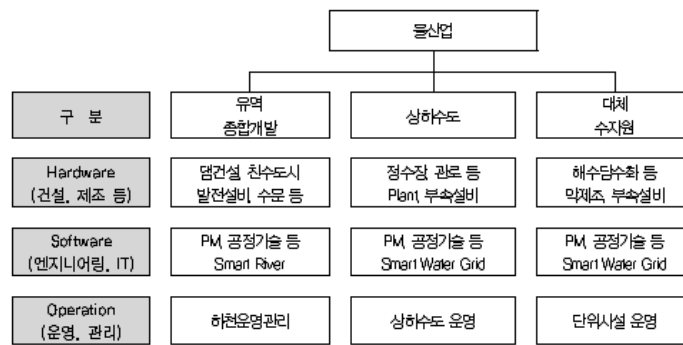 물산업
구 분
유역
종합개발
상하수도
대체
수자원
Hardware
(건설, 제조 등)
댐건설, 친수도시
발전설비, 수문 등
정수장, 관로 등
Plant, 부속설비
해수담수화 등
막제조, 부속설비
Software
(엔지니어링, IT)
PM, 공정기술 등
Smart River
PM, 공정기술 등
Smart Water Grid
PM, 공정기술 등
Smart Water Grid
Operation
(운영, 관리)
하천운영관리
상하수도 운영
단위시설 운영